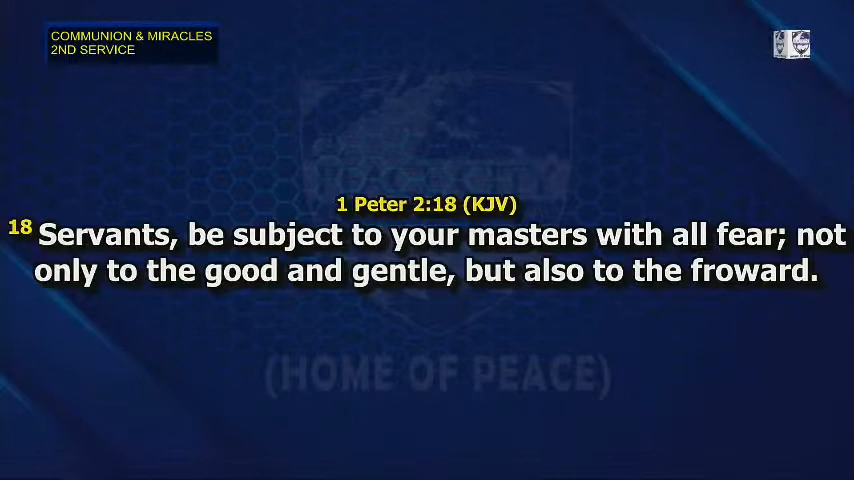 COMMUNION & MIRACLES
2ND SERVICE
1 Peter 2:18 (KJV)
18 Servants, be subject to your masters with all fear; not
only to the good and gentle, but also to the froward.
(HOME OF PEACE)